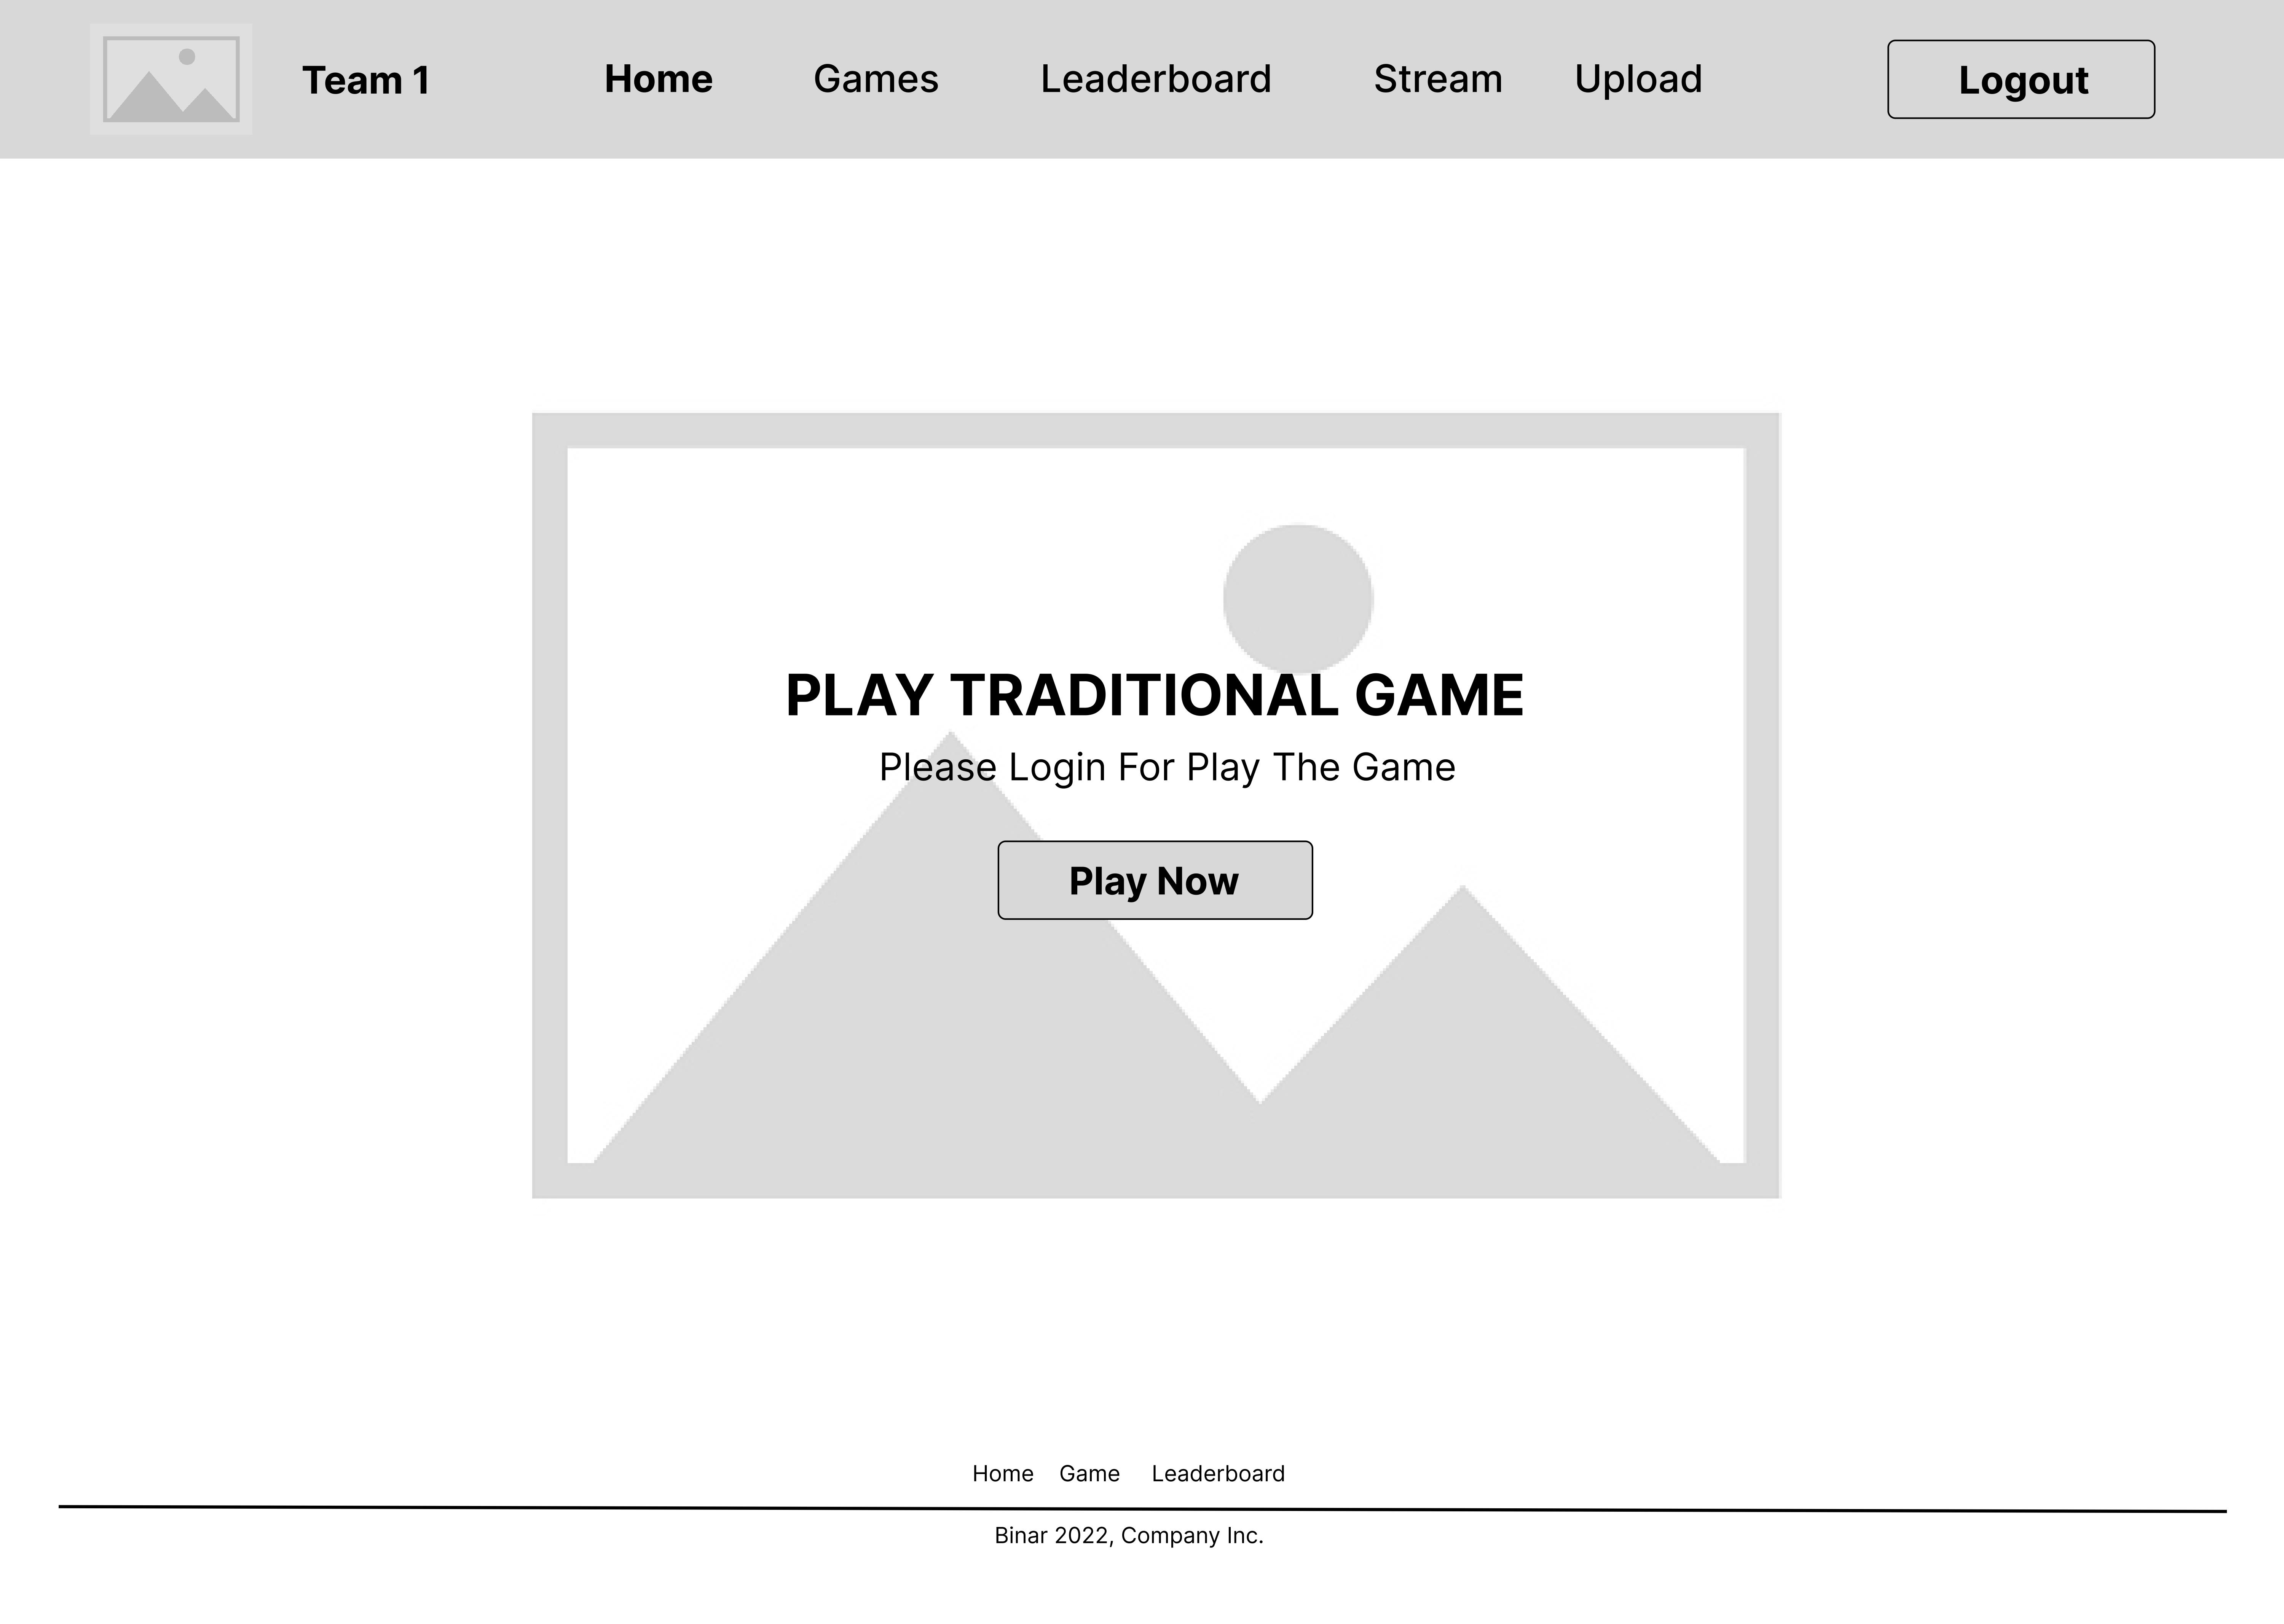 Team 1 Home Games Leaderboard Stream Upload Logout
PLAY TRADITIONAL GAME
Please Login For Play The Game
Play Now
Home Game Leaderboard
Binar 2022, Company Inc.